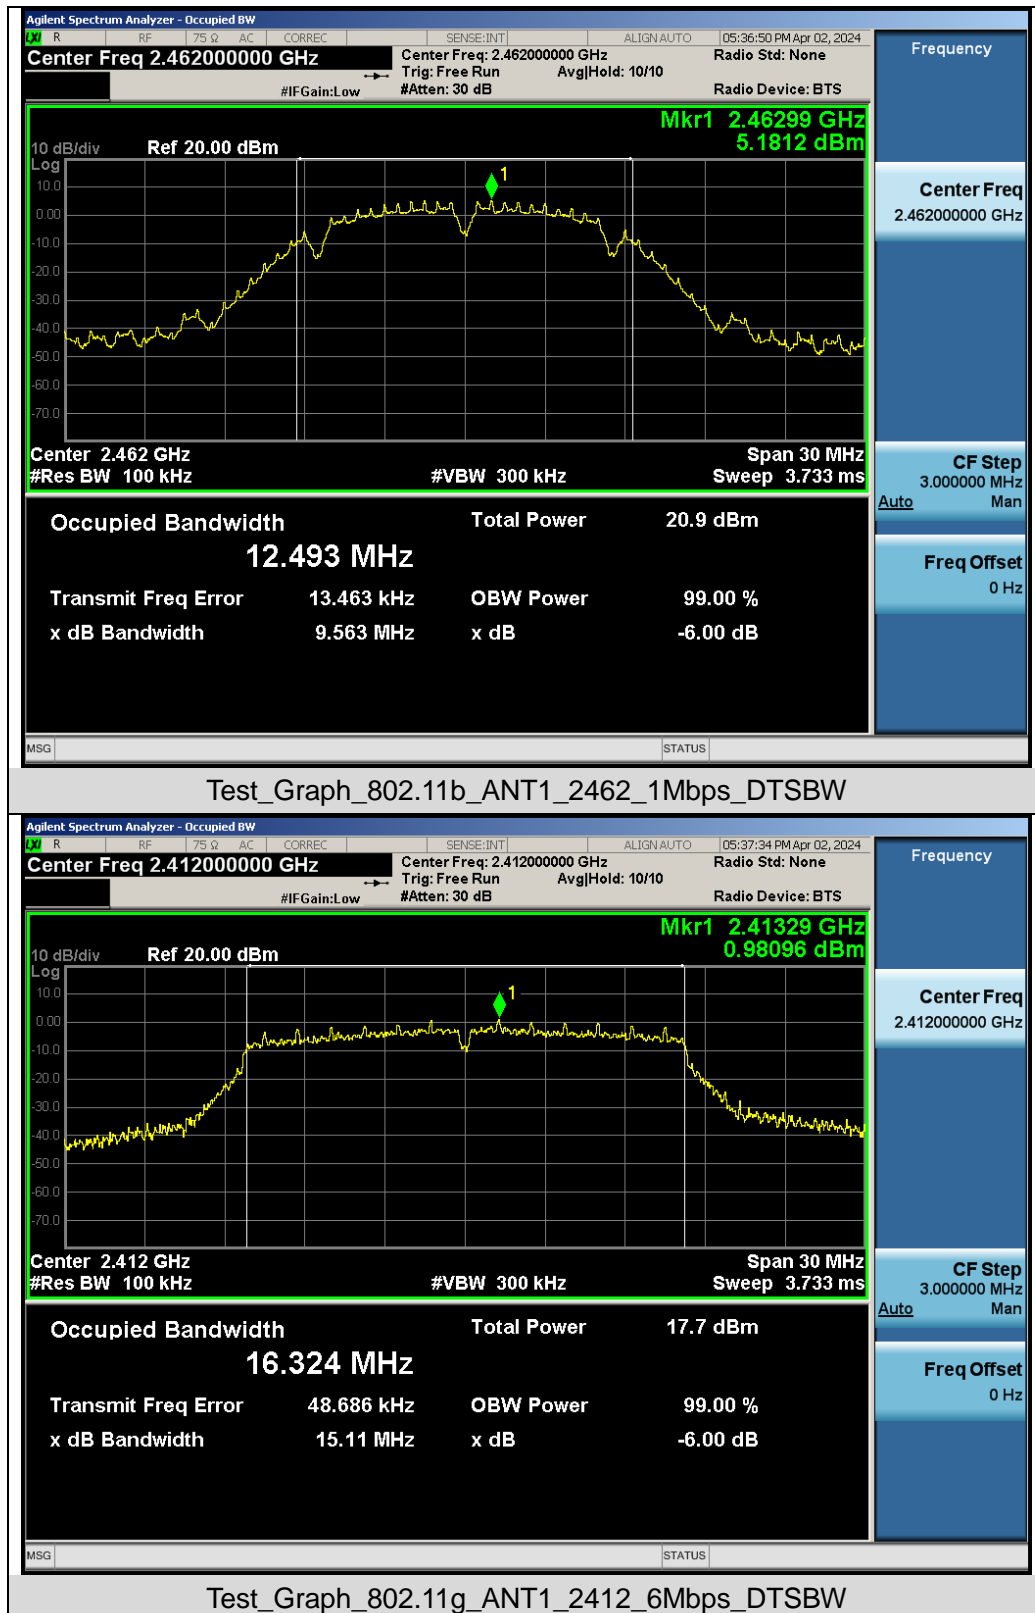 Agilent Spectrum Analyzer - Occupied BW
LXI R RF 75 Ω AC CORREC SENSE:INT ALIGN AUTO 05:36:50 PM Apr 02, 2024
Center Freq 2.462000000 GHz
Center Freq: 2.462000000 GHz
Radio Std: None
Trig: Free Run Avg|Hold: 10/10
#IFGain:Low #Atten: 30 dB Radio Device: BTS
Frequency
Mkr1 2.46299 GHz
5.1812 dBm
10 dB/div Ref 20.00 dBm
Log
1
10.0
0.00
-10.0
-20.0
-30.0
-40.0
-50.0
-60.0
-70.0
Center Freq
2.462000000 GHz
Center 2.462 GHz Span 30 MHz
#Res BW 100 kHz #VBW 300 kHz Sweep 3.733 ms
CF Step
3.000000 MHz
Auto Man
Occupied Bandwidth Total Power 20.9 dBm
12.493 MHz
Transmit Freq Error 13.463 kHz OBW Power 99.00 %
x dB Bandwidth 9.563 MHz x dB -6.00 dB
Freq Offset
0 Hz
MSG STATUS
Test_Graph_802.11b_ANT1_2462_1Mbps_DTSBW
Agilent Spectrum Analyzer - Occupied BW
LXI R RF 75 Ω AC CORREC SENSE:INT ALIGN AUTO 05:37:34 PM Apr 02, 2024
Center Freq 2.412000000 GHz
Center Freq: 2.412000000 GHz
Radio Std: None
Trig: Free Run Avg|Hold: 10/10
#IFGain:Low #Atten: 30 dB Radio Device: BTS
Frequency
Mkr1 2.41329 GHz
0.98096 dBm
10 dB/div Ref 20.00 dBm
Log
1
10.0
0.00
-10.0
-20.0
-30.0
-40.0
-50.0
-60.0
-70.0
Center Freq
2.412000000 GHz
Center 2.412 GHz Span 30 MHz
#Res BW 100 kHz #VBW 300 kHz Sweep 3.733 ms
CF Step
3.000000 MHz
Auto Man
Occupied Bandwidth Total Power 17.7 dBm
16.324 MHz
Transmit Freq Error 48.686 kHz OBW Power 99.00 %
x dB Bandwidth 15.11 MHz x dB -6.00 dB
Freq Offset
0 Hz
MSG STATUS
Test_Graph_802.11g_ANT1_2412_6Mbps_DTSBW